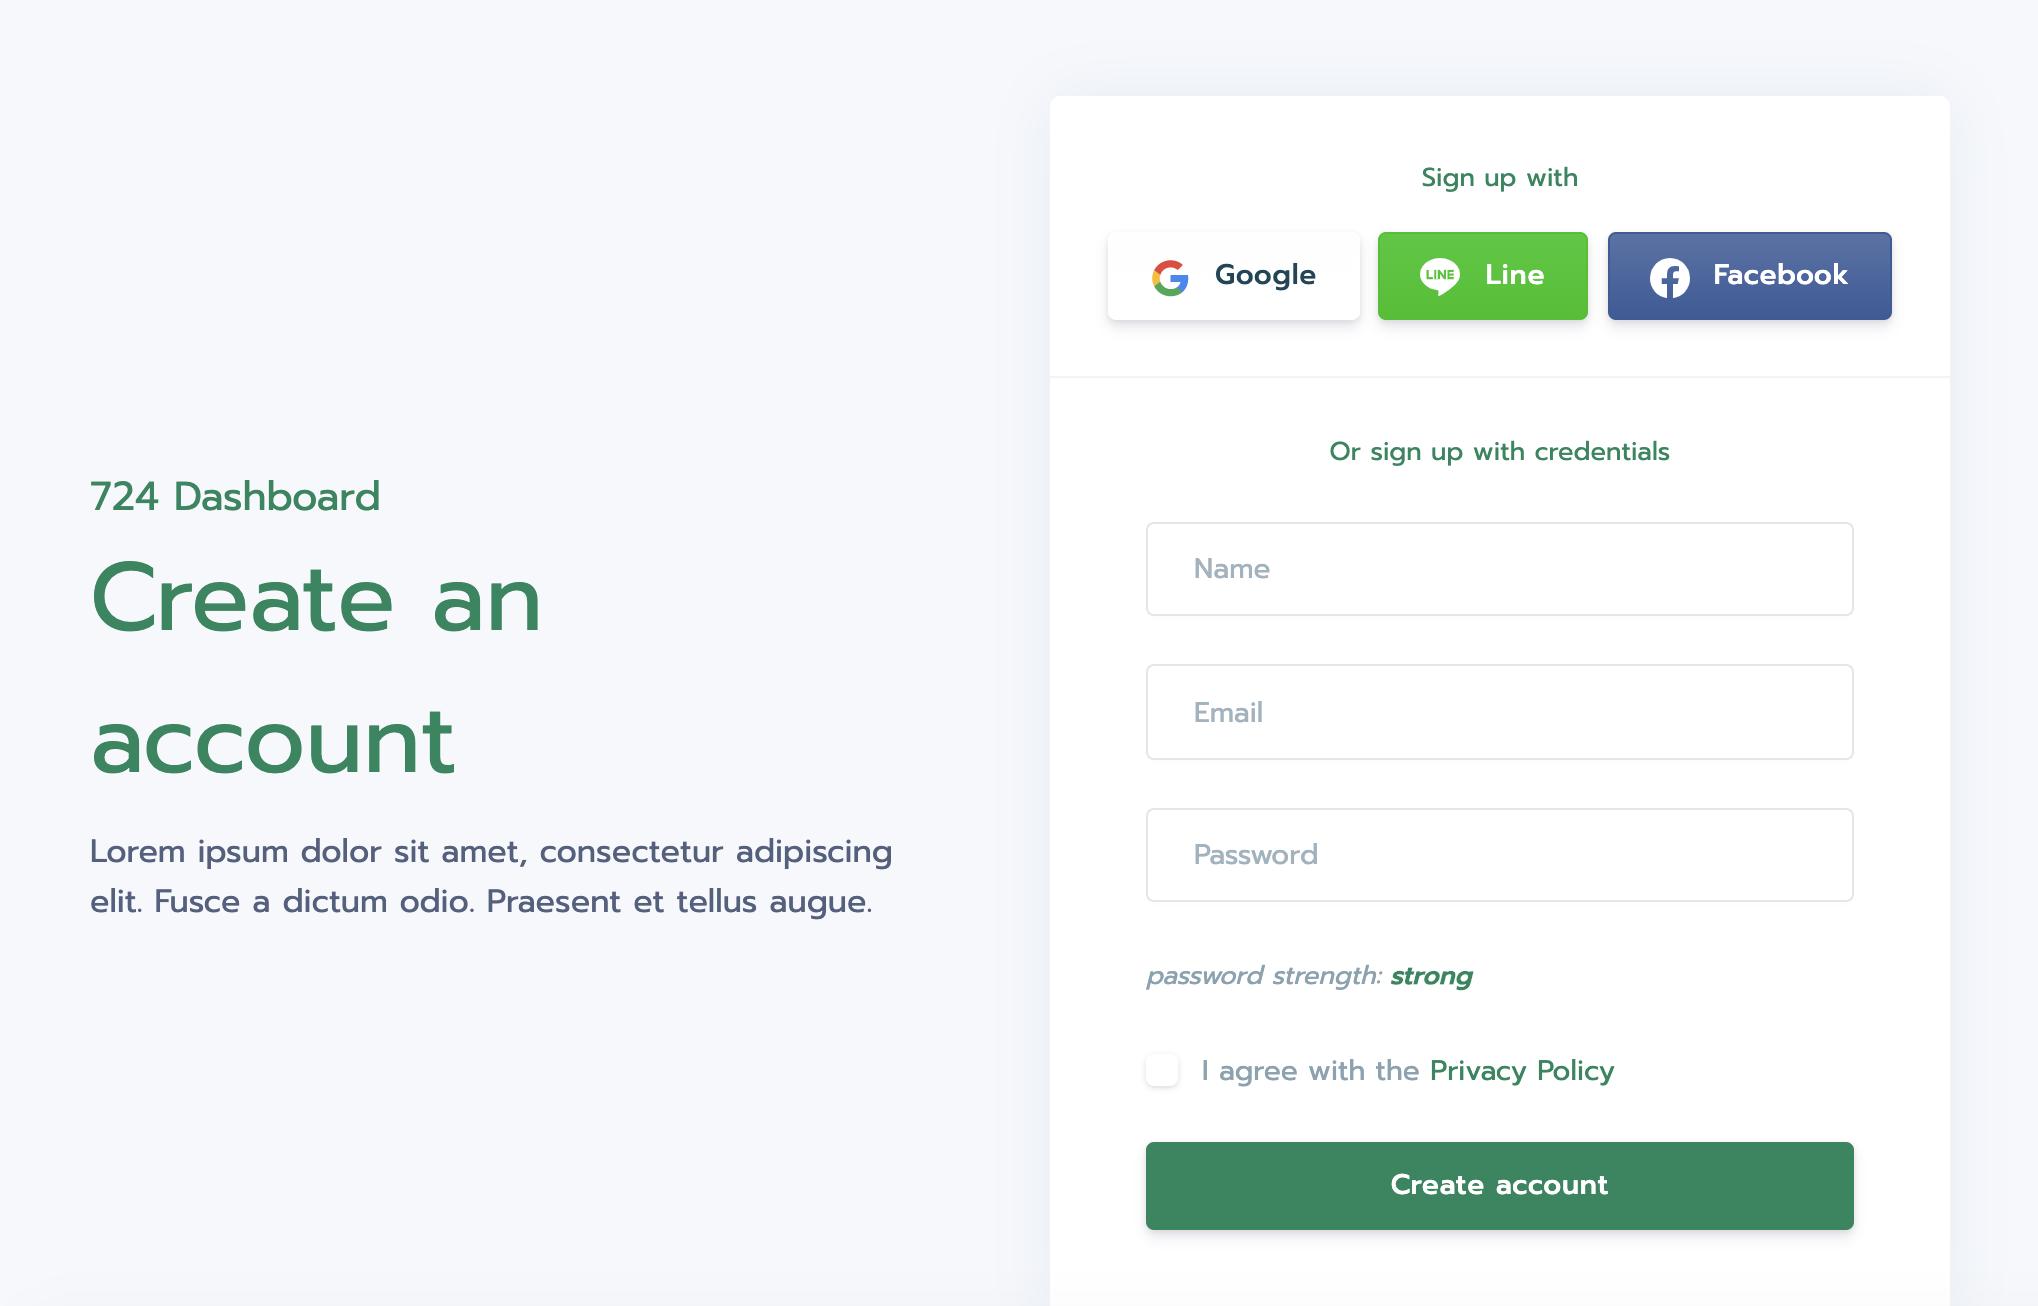 724 Dashboard
Create an
account
Lorem ipsum dolor sit amet, consectetur adipiscing
elit. Fusce a dictum odio. Praesent et tellus augue.
Sign up with
Google
LINE Line
Facebook
Or sign up with credentials
Name
Email
Password
password strength: strong
I agree with the Privacy Policy
Create account